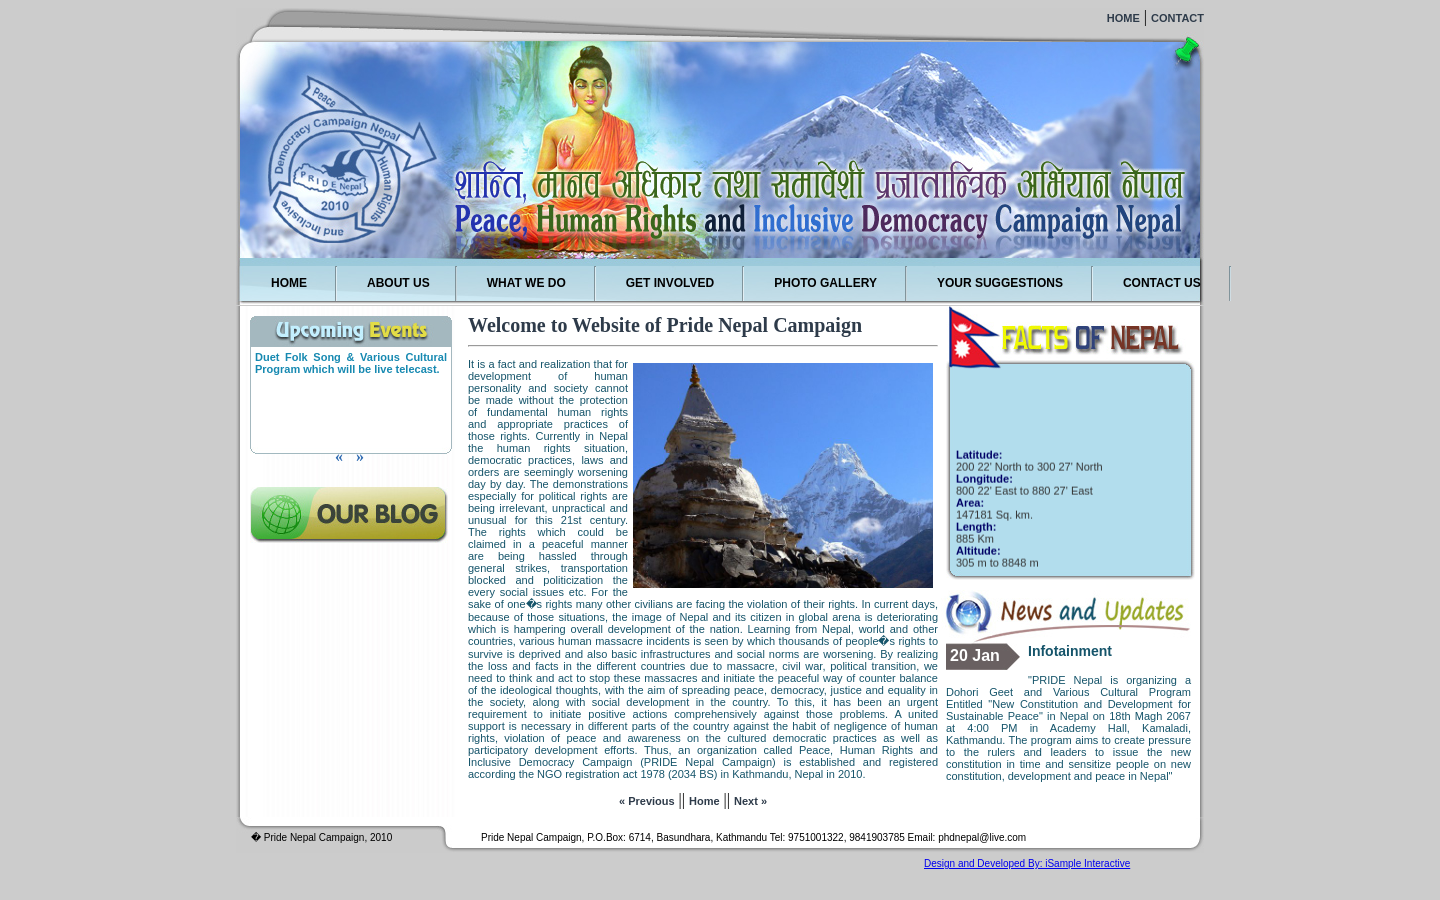 HOME | CONTACT
Peace, Campaign Nepal
Democracy Campaign Nepal
Human Rights
and Inclusive
PRIDE Nepal
2010
शान्ति, मानव अधिकार तथा समावेशी प्रजातान्त्रिक अभियान नेपाल
Peace, Human Rights and Inclusive Democracy Campaign Nepal
HOME
ABOUT US
WHAT WE DO
GET INVOLVED
PHOTO GALLERY
YOUR SUGGESTIONS
CONTACT US
Upcoming Events
Duet Folk Song & Various Cultural
Program which will be live telecast.
« »
OUR BLOG
Welcome to Website of Pride Nepal Campaign
It is a fact and realization that for
development of human
personality and society cannot
be made without the protection
of fundamental human rights
and appropriate practices of
those rights. Currently in Nepal
the human rights situation,
democratic practices, laws and
orders are seemingly worsening
day by day. The demonstrations
especially for political rights are
being irrelevant, unpractical and
unusual for this 21st century.
The rights which could be
claimed in a peaceful manner
are being hassled through
general strikes, transportation
blocked and politicization the
every social issues etc. For the
sake of one�s rights many other civilians are facing the violation of their rights. In current days,
because of those situations, the image of Nepal and its citizen in global arena is deteriorating
which is hampering overall development of the nation. Learning from Nepal, world and other
countries, various human massacre incidents is seen by which thousands of people�s rights to
survive is deprived and also basic infrastructures and social norms are worsening. By realizing
the loss and facts in the different countries due to massacre, civil war, political transition, we
need to think and act to stop these massacres and initiate the peaceful way of counter balance
of the ideological thoughts, with the aim of spreading peace, democracy, justice and equality in
the society, along with social development in the country. To this, it has been an urgent
requirement to initiate positive actions comprehensively against those problems. A united
support is necessary in different parts of the country against the habit of negligence of human
rights, violation of peace and awareness on the cultured democratic practices as well as
participatory development efforts. Thus, an organization called Peace, Human Rights and
Inclusive Democracy Campaign (PRIDE Nepal Campaign) is established and registered
according the NGO registration act 1978 (2034 BS) in Kathmandu, Nepal in 2010.
« Previous || Home || Next »
FACTS OF NEPAL
Latitude:
200 22' North to 300 27' North
Longitude:
800 22' East to 880 27' East
Area:
147181 Sq. km.
Length:
885 Km
Altitude:
305 m to 8848 m
News and Updates
20 Jan
Infotainment
"PRIDE Nepal is organizing a
Dohori Geet and Various Cultural Program
Entitled "New Constitution and Development for
Sustainable Peace" in Nepal on 18th Magh 2067
at 4:00 PM in Academy Hall, Kamaladi,
Kathmandu. The program aims to create pressure
to the rulers and leaders to issue the new
constitution in time and sensitize people on new
constitution, development and peace in Nepal"
� Pride Nepal Campaign, 2010
Pride Nepal Campaign, P.O.Box: 6714, Basundhara, Kathmandu Tel: 9751001322, 9841903785 Email: phdnepal@live.com
Design and Developed By: iSample Interactive